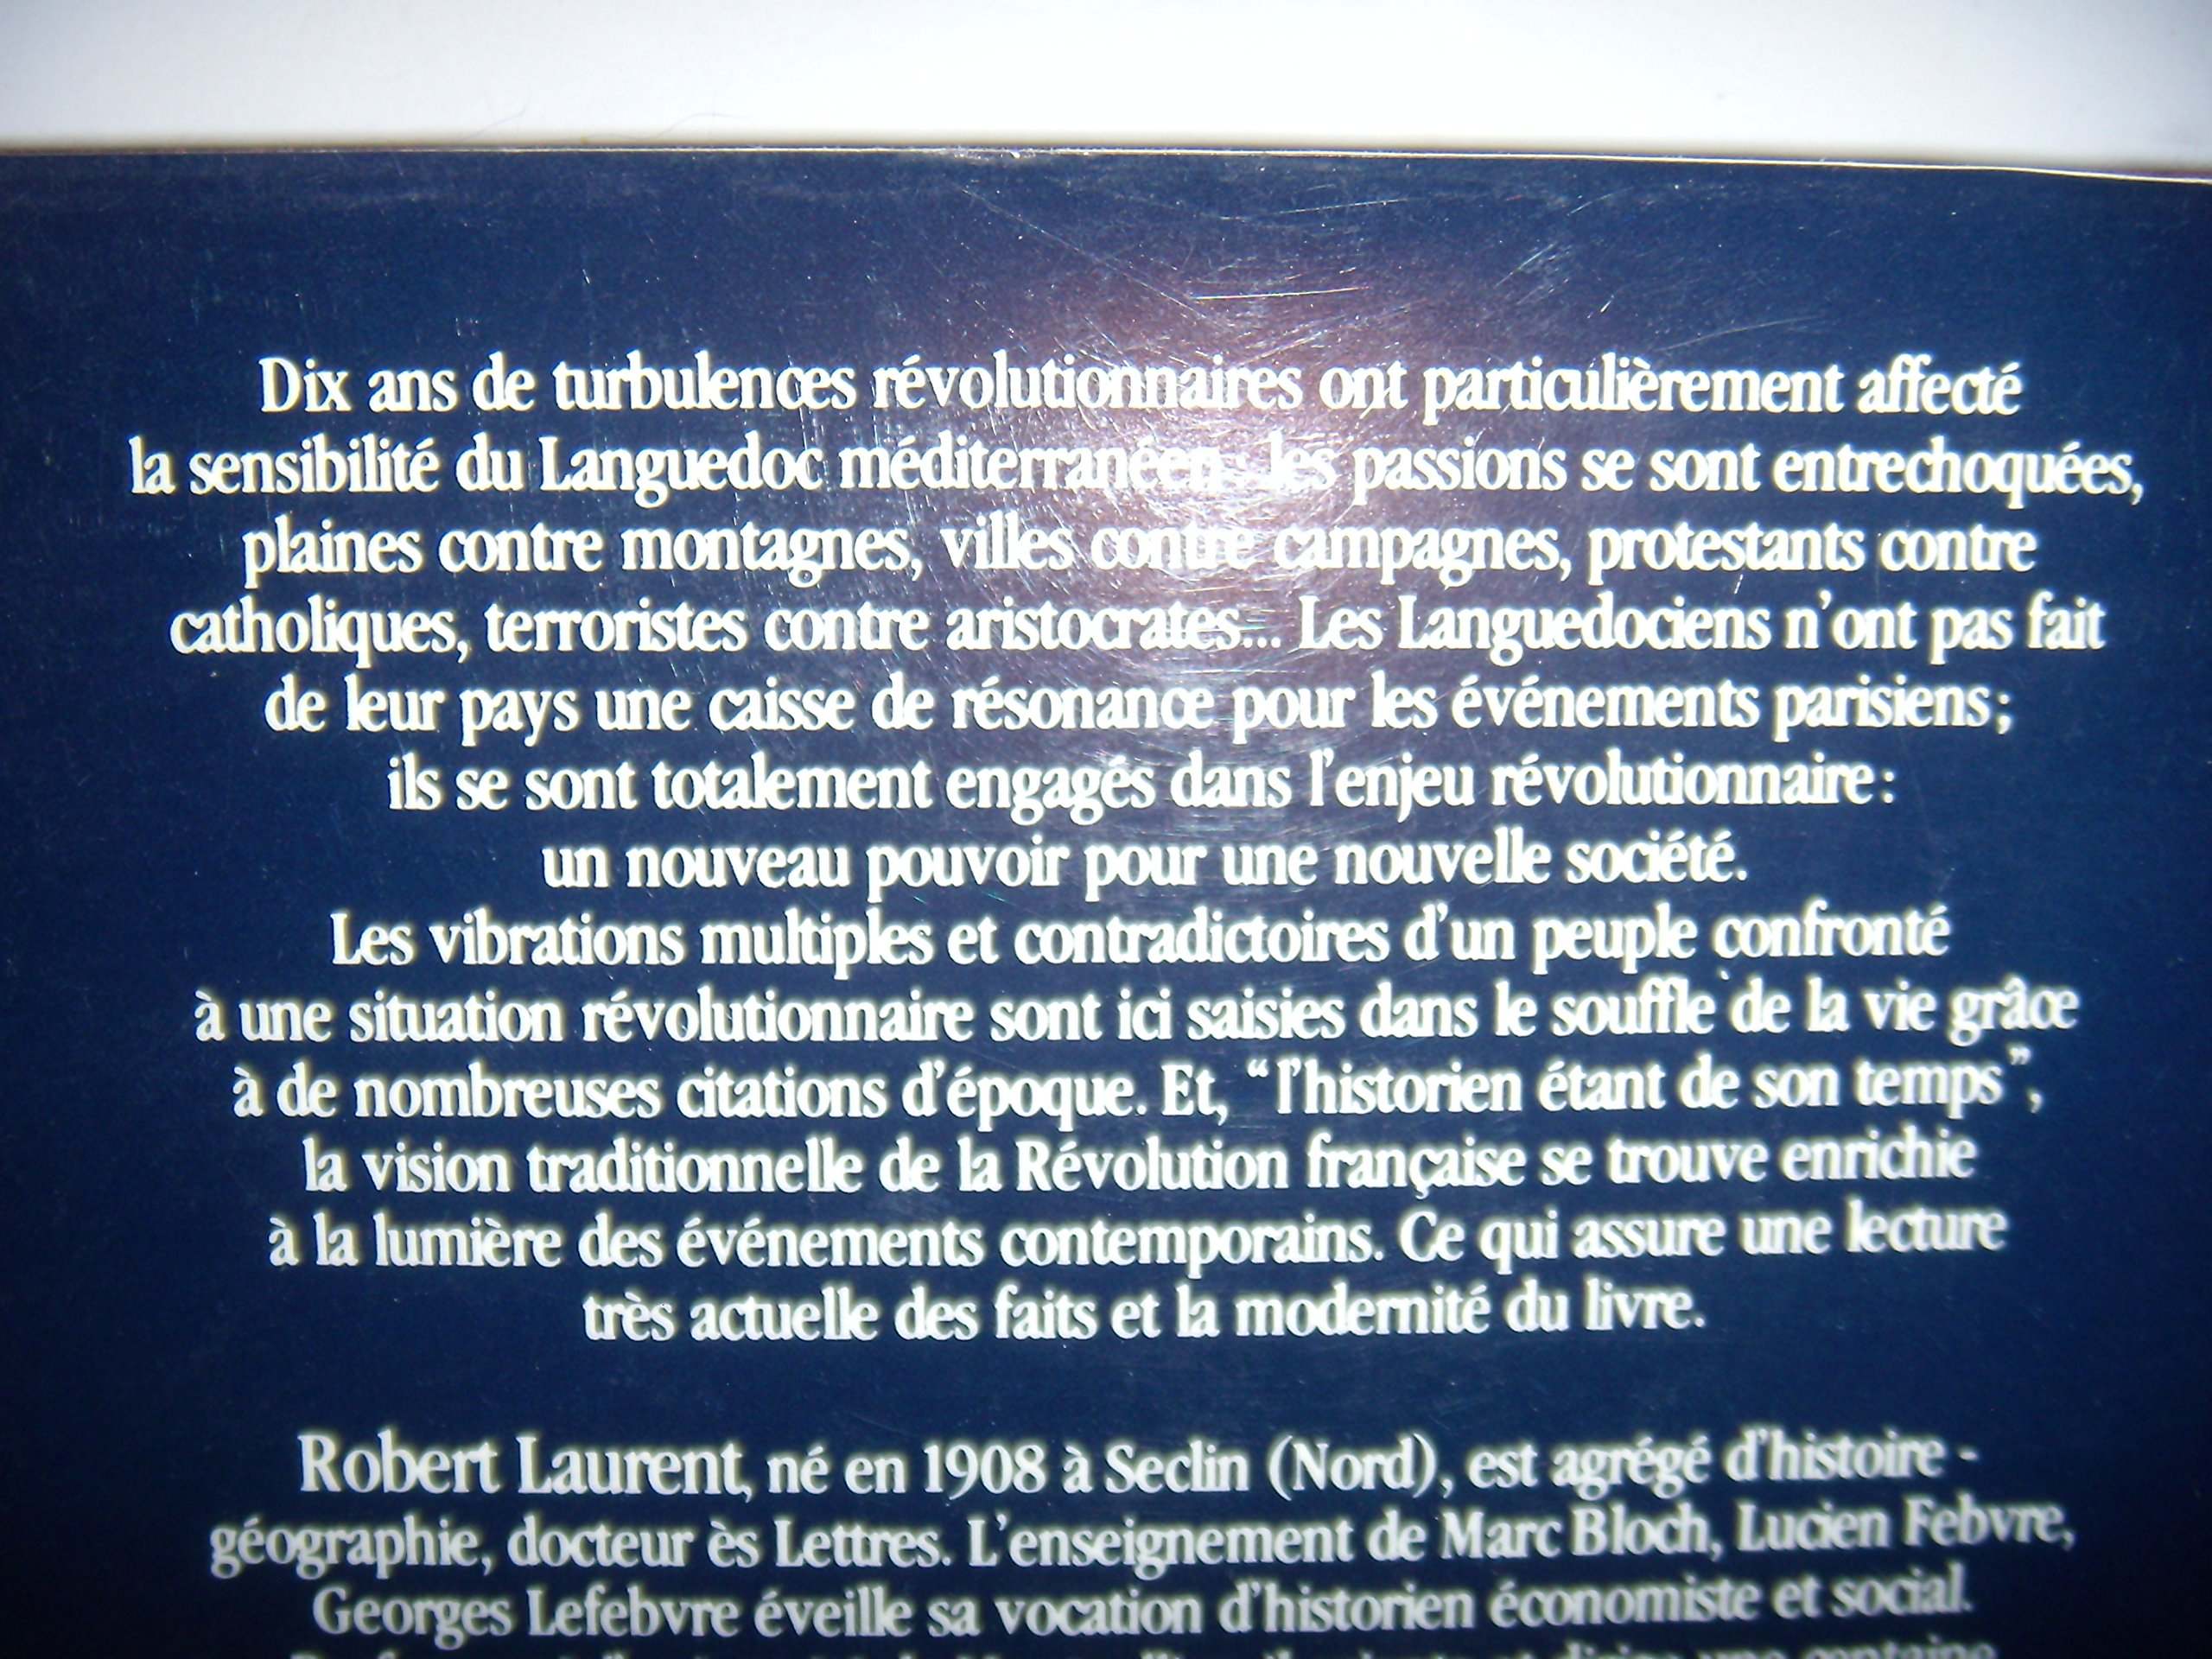 Dix ans de turbulences révolutionnaires ont particulièrement affecté
la sensibilité du Languedoc méditerranéen : les passions se sont entrechoquées,
plaines contre montagnes, villes contre campagnes, protestants contre
catholiques, terroristes contre aristocrates... Les Languedociens n'ont pas fait
de leur pays une caisse de résonance pour les événements parisiens ;
ils se sont totalement engagés dans l'enjeu révolutionnaire :
un nouveau pouvoir pour une nouvelle société.
Les vibrations multiples et contradictoires d'un peuple confronté
à une situation révolutionnaire sont ici saisies dans le souffle de la vie grâce
à de nombreuses citations d'époque. Et, “l'historien étant de son temps”,
la vision traditionnelle de la Révolution française se trouve enrichie
à la lumière des événements contemporains. Ce qui assure une lecture
très actuelle des faits et la modernité du livre.
Robert Laurent, né en 1908 à Seclin (Nord), est agrégé d'histoire -
géographie, docteur ès Lettres. L'enseignement de Marc Bloch, Lucien Febvre,
Georges Lefebvre éveille sa vocation d'historien économiste et social.
une centaine